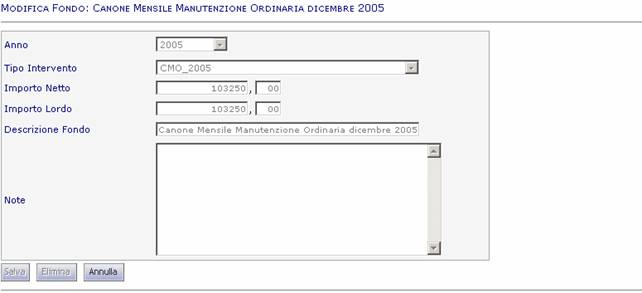 Modifica Fondo: Canone Mensile Manutenzione Ordinaria dicembre 2005
Anno 2005
Tipo Intervento CMO_2005
Importo Netto 103250 , 00
Importo Lordo 103250 , 00
Descrizione Fondo Canone Mensile Manutenzione Ordinaria dicembre 2005
Note
Salva Elimina Annulla